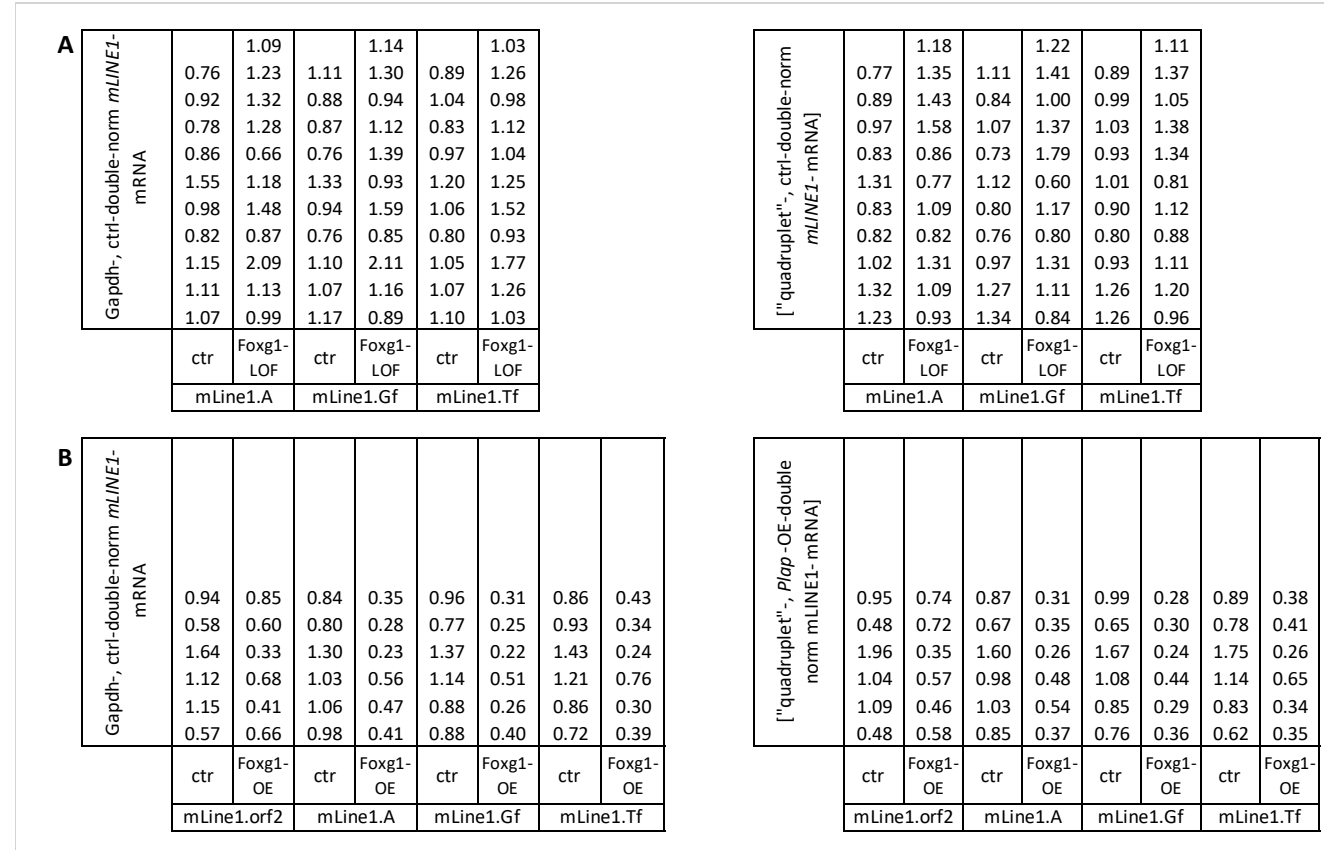 A
Gapdh-, ctrl-double-norm mLINE1-
mRNA
1.09 1.14 1.03
0.76 1.23 1.11 1.30 0.89 1.26
0.92 1.32 0.88 0.94 1.04 0.98
0.78 1.28 0.87 1.12 0.83 1.12
0.86 0.66 0.76 1.39 0.97 1.04
1.55 1.18 1.33 0.93 1.20 1.25
0.98 1.48 0.94 1.59 1.06 1.52
0.82 0.87 0.76 0.85 0.80 0.93
1.15 2.09 1.10 2.11 1.05 1.77
1.11 1.13 1.07 1.16 1.07 1.26
1.07 0.99 1.17 0.89 1.10 1.03
ctr Foxg1-LOF ctr Foxg1-LOF ctr Foxg1-LOF
mLine1.A mLine1.Gf mLine1.Tf
["quadruplet"-, ctrl-double-norm
mLINE1- mRNA]
1.18 1.22 1.11
0.77 1.35 1.11 1.41 0.89 1.37
0.89 1.43 0.84 1.00 0.99 1.05
0.97 1.58 1.07 1.37 1.03 1.38
0.83 0.86 0.73 1.79 0.93 1.34
1.31 0.77 1.12 0.60 1.01 0.81
0.83 1.09 0.80 1.17 0.90 1.12
0.82 0.82 0.76 0.80 0.80 0.88
1.02 1.31 0.97 1.31 0.93 1.11
1.32 1.09 1.27 1.11 1.26 1.20
1.23 0.93 1.34 0.84 1.26 0.96
ctr Foxg1-LOF ctr Foxg1-LOF ctr Foxg1-LOF
mLine1.A mLine1.Gf mLine1.Tf
B
Gapdh-, ctrl-double-norm mLINE1-
mRNA
0.94 0.85 0.84 0.35 0.96 0.31 0.86 0.43
0.58 0.60 0.80 0.28 0.77 0.25 0.93 0.34
1.64 0.33 1.30 0.23 1.37 0.22 1.43 0.24
1.12 0.68 1.03 0.56 1.14 0.51 1.21 0.76
1.15 0.41 1.06 0.47 0.88 0.26 0.86 0.30
0.57 0.66 0.98 0.41 0.88 0.40 0.72 0.39
ctr Foxg1-OE ctr Foxg1-OE ctr Foxg1-OE ctr Foxg1-OE
mLine1.orf2 mLine1.A mLine1.Gf mLine1.Tf
["quadruplet"-, Plap -OE-double
norm mLINE1- mRNA]
0.95 0.74 0.87 0.31 0.99 0.28 0.89 0.38
0.48 0.72 0.67 0.35 0.65 0.30 0.78 0.41
1.96 0.35 1.60 0.26 1.67 0.24 1.75 0.26
1.04 0.57 0.98 0.48 1.08 0.44 1.14 0.65
1.09 0.46 1.03 0.54 0.85 0.29 0.83 0.34
0.48 0.58 0.85 0.37 0.76 0.36 0.62 0.35
ctr Foxg1-OE ctr Foxg1-OE ctr Foxg1-OE ctr Foxg1-OE
mLine1.orf2 mLine1.A mLine1.Gf mLine1.Tf